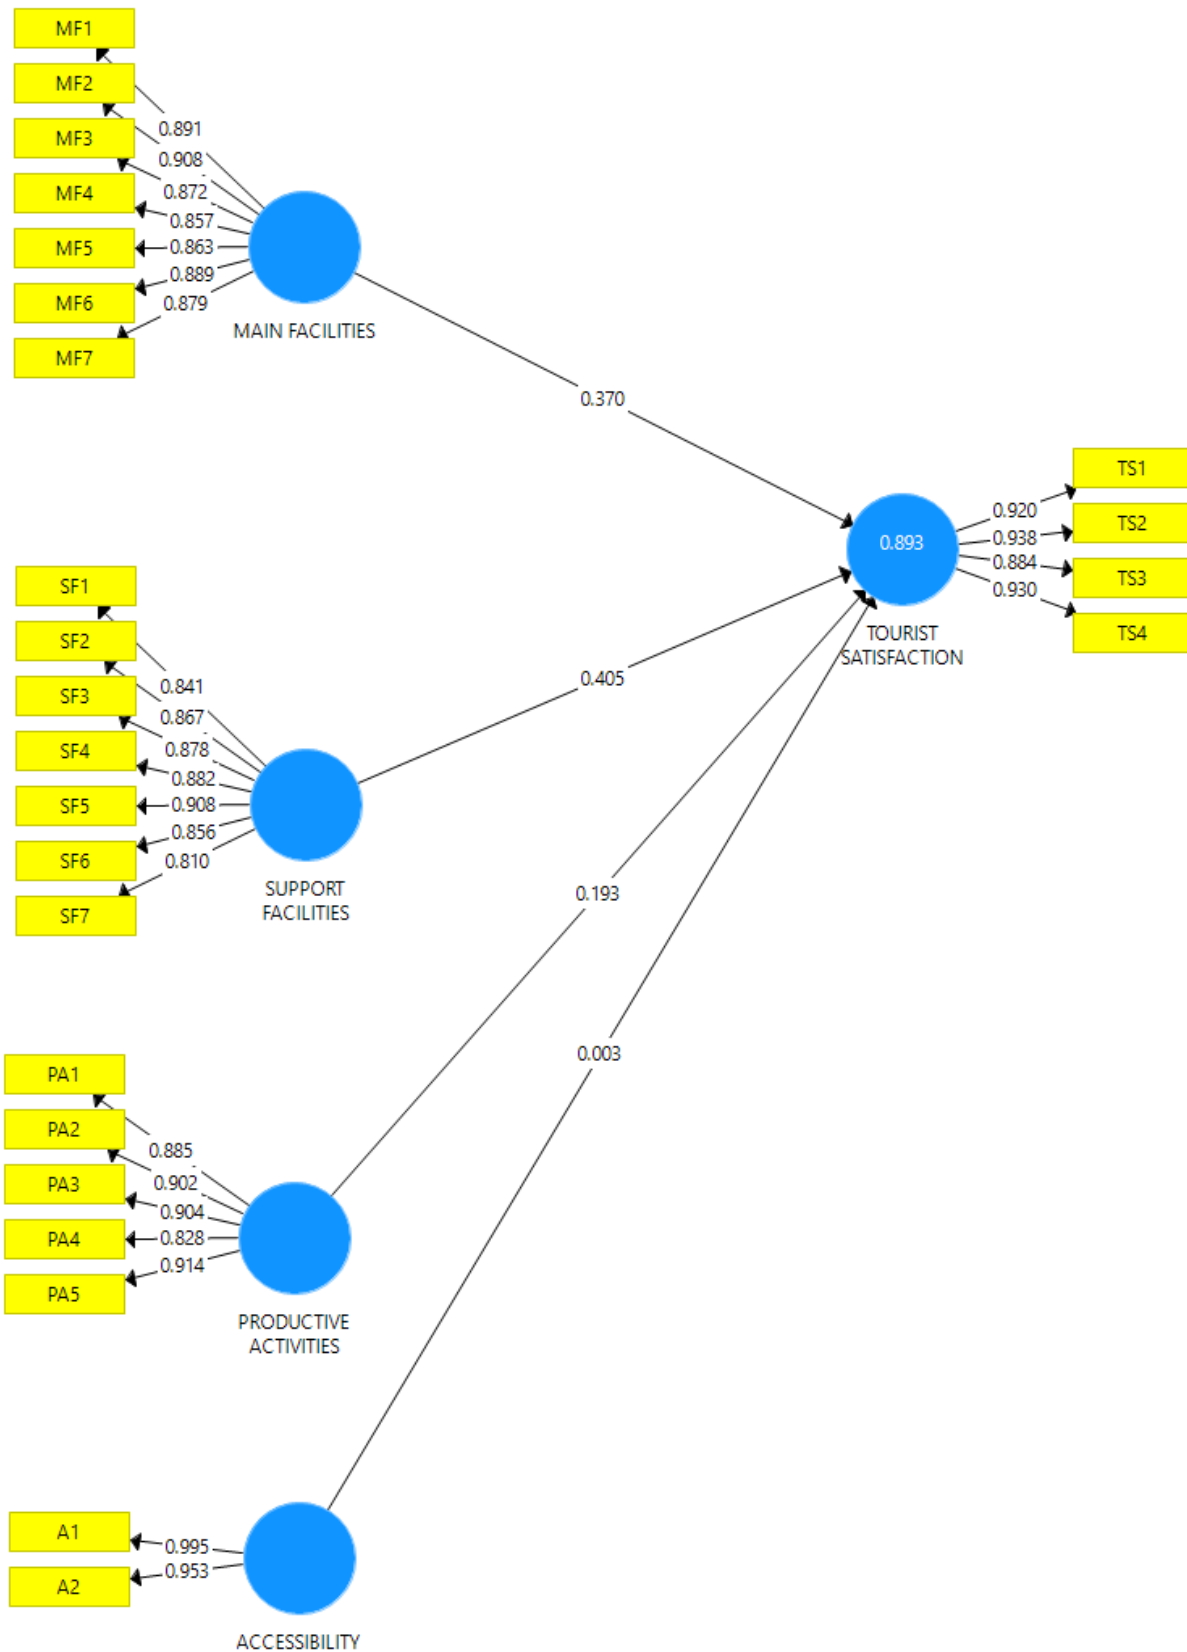 MF1
MF2
MF3
MF4
MF5
MF6
MF7
0.891
0.908
0.872
0.857
0.863
0.889
0.879
MAIN FACILITIES
0.370
TS1
TS2
TS3
TS4
0.920
0.938
0.884
0.930
0.893
TOURIST
SATISFACTION
SF1
SF2
SF3
SF4
SF5
SF6
SF7
0.841
0.867
0.878
0.882
0.908
0.856
0.810
SUPPORT
FACILITIES
0.405
0.193
0.003
PA1
PA2
PA3
PA4
PA5
0.885
0.902
0.904
0.828
0.914
PRODUCTIVE
ACTIVITIES
A1
A2
0.995
0.953
ACCESSIBILITY